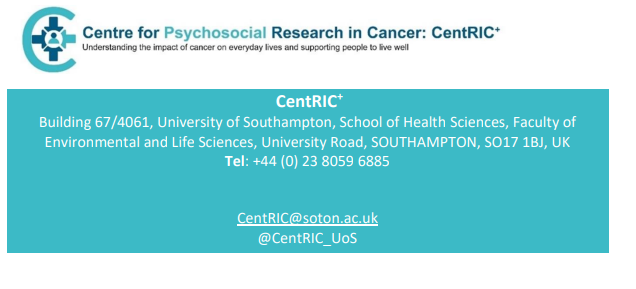 Centre for Psychosocial Research in Cancer: CentRIC+
Understanding the impact of cancer on everyday lives and supporting people to live well
CentRIC+
Building 67/4061, University of Southampton, School of Health Sciences, Faculty of
Environmental and Life Sciences, University Road, SOUTHAMPTON, SO17 1BJ, UK
Tel: +44 (0) 23 8059 6885
CentRIC@soton.ac.uk
@CentRIC_UoS